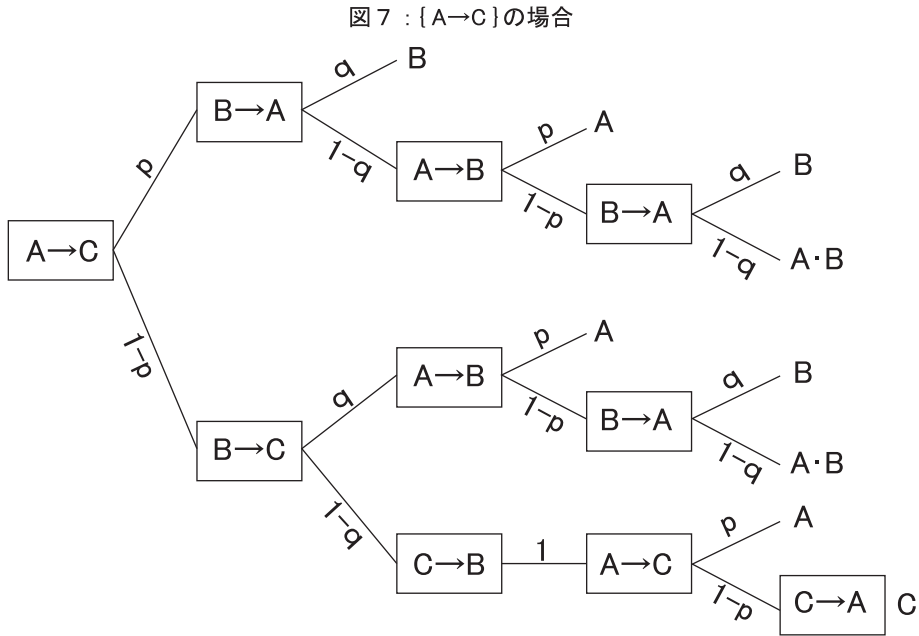 図7：{A→C}の場合
q B
B→A
p A
1-q A→B
q B
p 1-p B→A
A→C
1-q A・B
p A
1-p A→B
q B
q 1-p B→A
B→C
1-q A・B
1-q p A
C→B 1 A→C
1-p C→A C